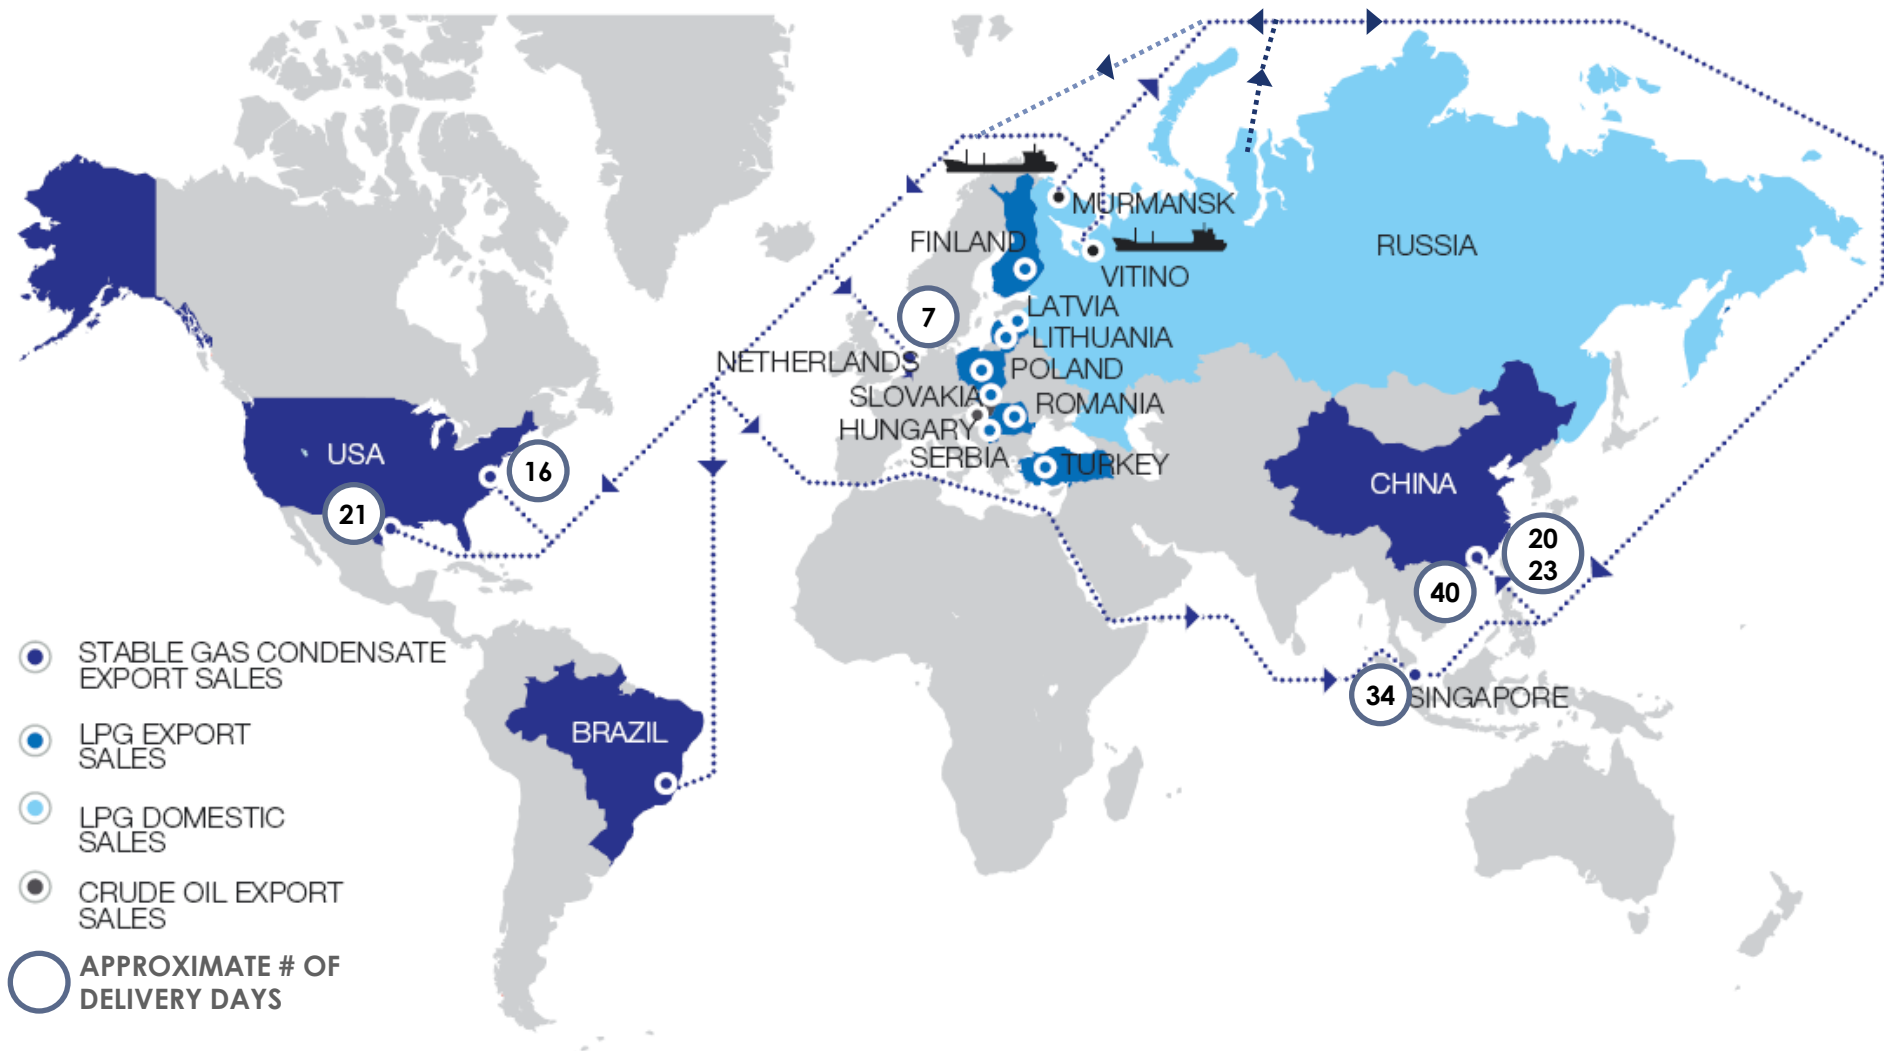 MURMANSK
FINLAND
RUSSIA
VITINO
LATVIA
7
LITHUANIA
NETHERLANDS
POLAND
SLOVAKIA
ROMANIA
HUNGARY
SERBIA
TURKEY
USA
16
21
CHINA
20
23
40
34
SINGAPORE
BRAZIL
STABLE GAS CONDENSATE
EXPORT SALES
LPG EXPORT
SALES
LPG DOMESTIC
SALES
CRUDE OIL EXPORT
SALES
APPROXIMATE # OF
DELIVERY DAYS